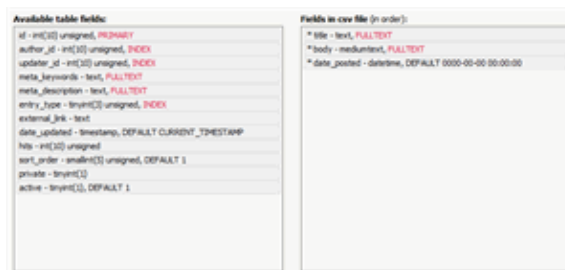 Available table fields:
id - int(10) unsigned, PRIMARY
author_id - int(10) unsigned, INDEX
updater_id - int(10) unsigned, INDEX
meta_keywords - text, FULLTEXT
meta_description - text, FULLTEXT
entry_type - tinyint(3) unsigned, INDEX
external_link - text
date_updated - timestamp, DEFAULT CURRENT_TIMESTAMP
hits - int(10) unsigned
sort_order - smallint(5) unsigned, DEFAULT 1
private - tinyint(1)
active - tinyint(1), DEFAULT 1
Fields in csv file (in order):
* title - text, FULLTEXT
* body - mediumtext, FULLTEXT
* date_posted - datetime, DEFAULT 0000-00-00 00:00:00